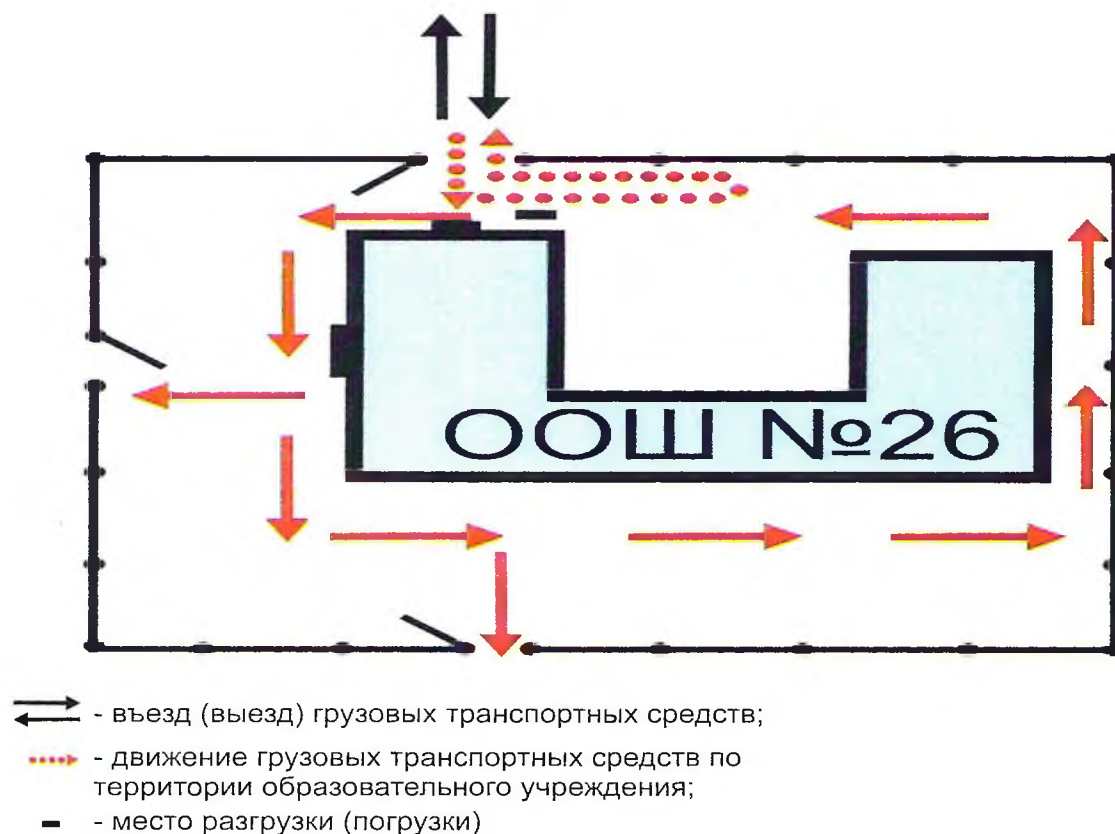 ООШ №26
- въезд (выезд) грузовых транспортных средств;
- движение грузовых транспортных средств по
территории образовательного учреждения;
- место разгрузки (погрузки)